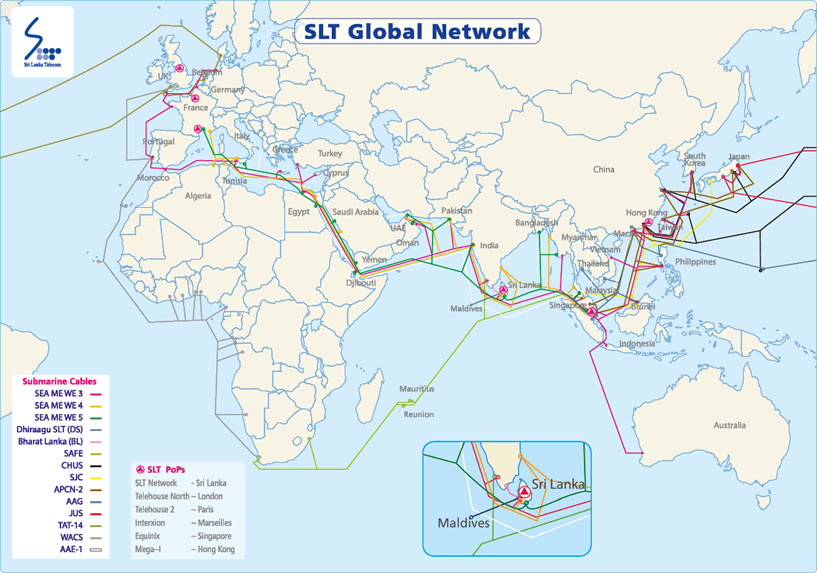 SLT Global Network
Sri Lanka Telecom
UK
Belgium
Germany
France
Portugal
Italy
Greece
Turkey
Cyprus
Morocco
Tunisia
Algeria
Egypt
Saudi Arabia
UAE
Oman
Yemen
Djibouti
Pakistan
India
Bangladesh
Myanmar
China
South
Korea
Japan
Hong Kong
Taiwan
Macau
Vietnam
Thailand
Philippines
Sri Lanka
Maldives
Malaysia
Singapore
Brunei
Indonesia
Mauritius
Reunion
Australia
Submarine Cables
SEA ME WE 3
SEA ME WE 4
SEA ME WE 5
Dhiraagu SLT (DS)
Bharat Lanka (BL)
SAFE
CHUS
SJC
APCN-2
AAG
JUS
TAT-14
WACS
AAE-1
SLT PoPs
SLT Network - Sri Lanka
Telehouse North – London
Telehouse 2 – Paris
Interxion – Marseilles
Equinix – Singapore
Mega–I – Hong Kong
Sri Lanka
Maldives